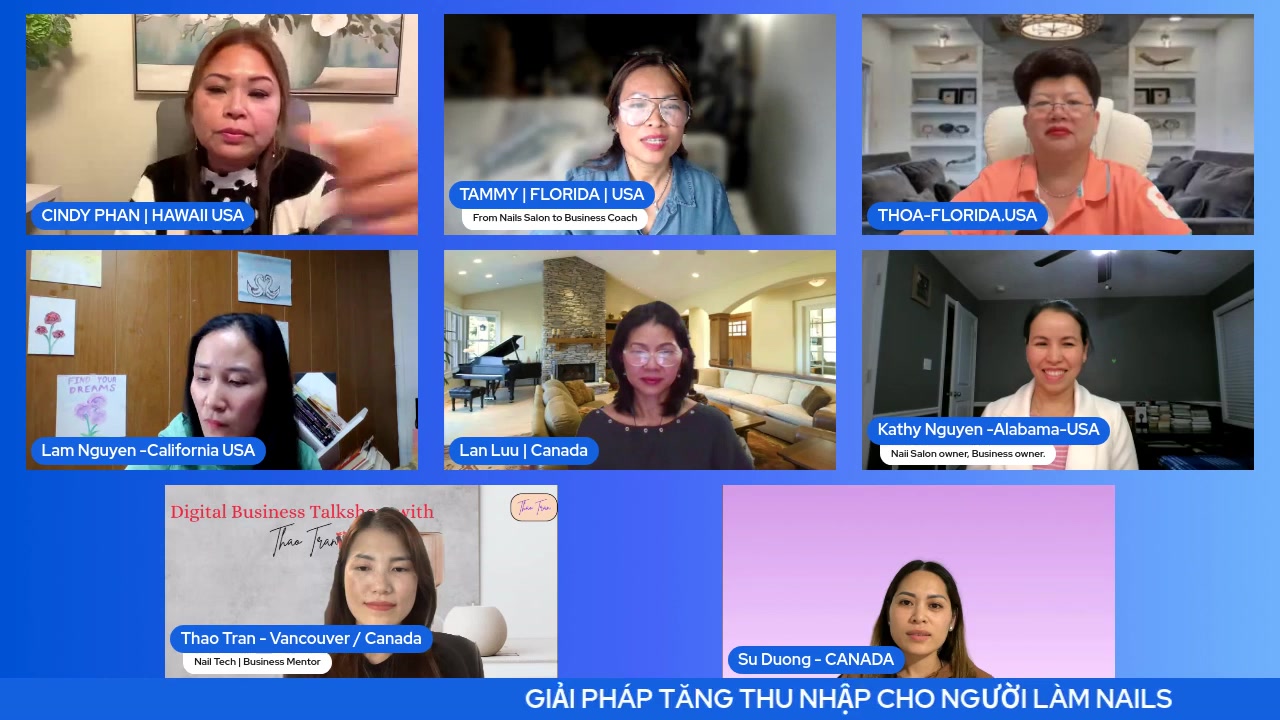 CINDY PHAN | HAWAII USA
TAMMY | FLORIDA | USA
From Nails Salon to Business Coach
THOA-FLORIDA.USA
FIND YOUR
DREAMS
Lam Nguyen -California USA
Lan Luu | Canada
Kathy Nguyen -Alabama-USA
Naii Salon owner, Business owner.
Digital Business Talkshow with
Thao Tran
Thao Tran
Thao Tran - Vancouver / Canada
Nail Tech | Business Mentor
Su Duong - CANADA
GIẢI PHÁP TĂNG THU NHẬP CHO NGƯỜI LÀM NAILS